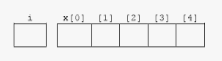 i x[0] [1] [2] [3] [4]